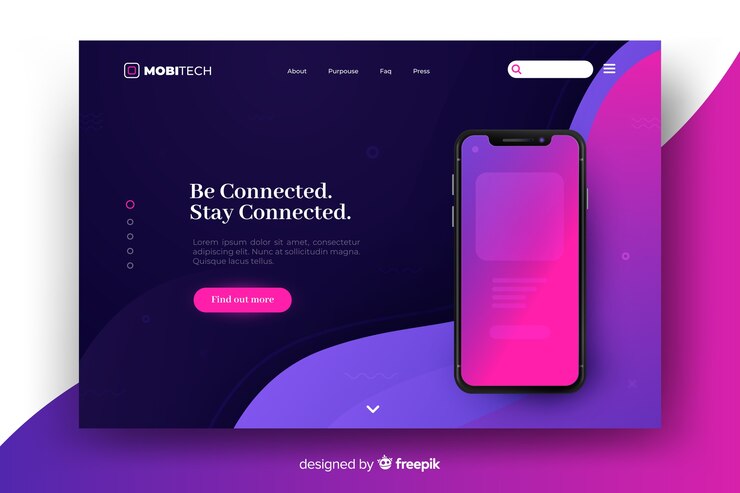 MOBITECH
About Purpouse Faq Press
Be Connected.
Stay Connected.
Lorem ipsum dolor sit amet, consectetur
adipiscing elit. Nunc at sollicitudin magna.
Quisque lacus tellus.
Find out more
designed by freepik